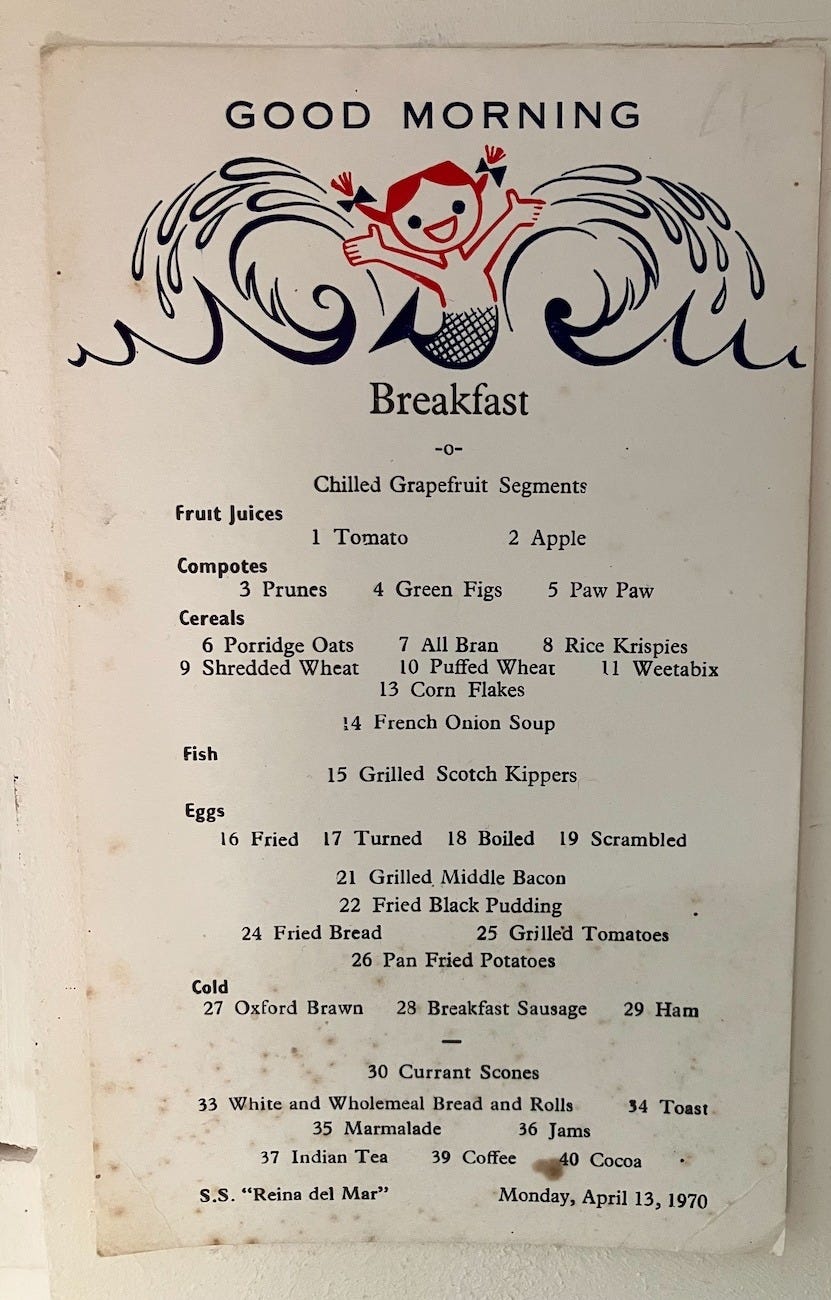 GOOD MORNING
Breakfast
-o-
Chilled Grapefruit Segments
Fruit Juices
1 Tomato 2 Apple
Compotes
3 Prunes 4 Green Figs 5 Paw Paw
Cereals
6 Porridge Oats 7 All Bran 8 Rice Krispies
9 Shredded Wheat 10 Puffed Wheat 11 Weetabix
13 Corn Flakes
14 French Onion Soup
Fish
15 Grilled Scotch Kippers
Eggs
16 Fried 17 Turned 18 Boiled 19 Scrambled
21 Grilled Middle Bacon
22 Fried Black Pudding
24 Fried Bread 25 Grilled Tomatoes
26 Pan Fried Potatoes
Cold
27 Oxford Brawn 28 Breakfast Sausage 29 Ham
—
30 Currant Scones
33 White and Wholemeal Bread and Rolls 34 Toast
35 Marmalade 36 Jams
37 Indian Tea 39 Coffee 40 Cocoa
S.S. “Reina del Mar” Monday, April 13, 1970